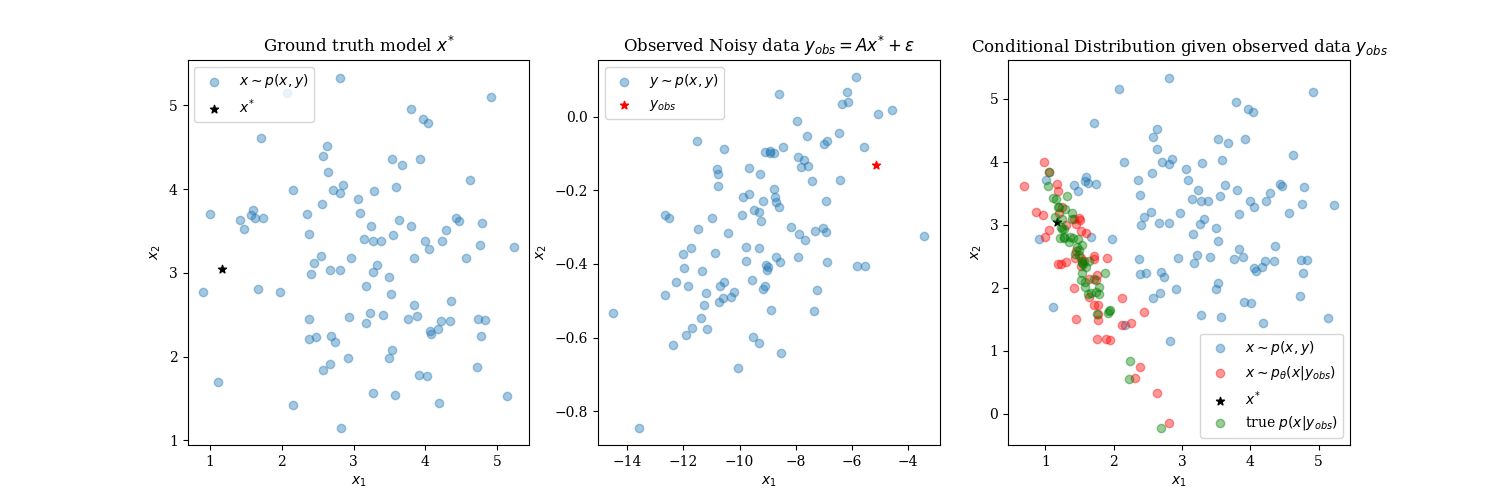 Ground truth model x*
x ~ p(x, y)
x*
5
4
3
2
1
x₂
1 2 3 4 5
x₁
Observed Noisy data y_obs = Ax* + ε
y ~ p(x, y)
y_obs
0.0
−0.2
−0.4
−0.6
−0.8
x₂
−14 −12 −10 −8 −6 −4
x₁
Conditional Distribution given observed data y_obs
5
4
3
2
1
0
x₂
x ~ p(x, y)
x ~ p_θ(x|y_obs)
x*
true p(x|y_obs)
1 2 3 4 5
x₁